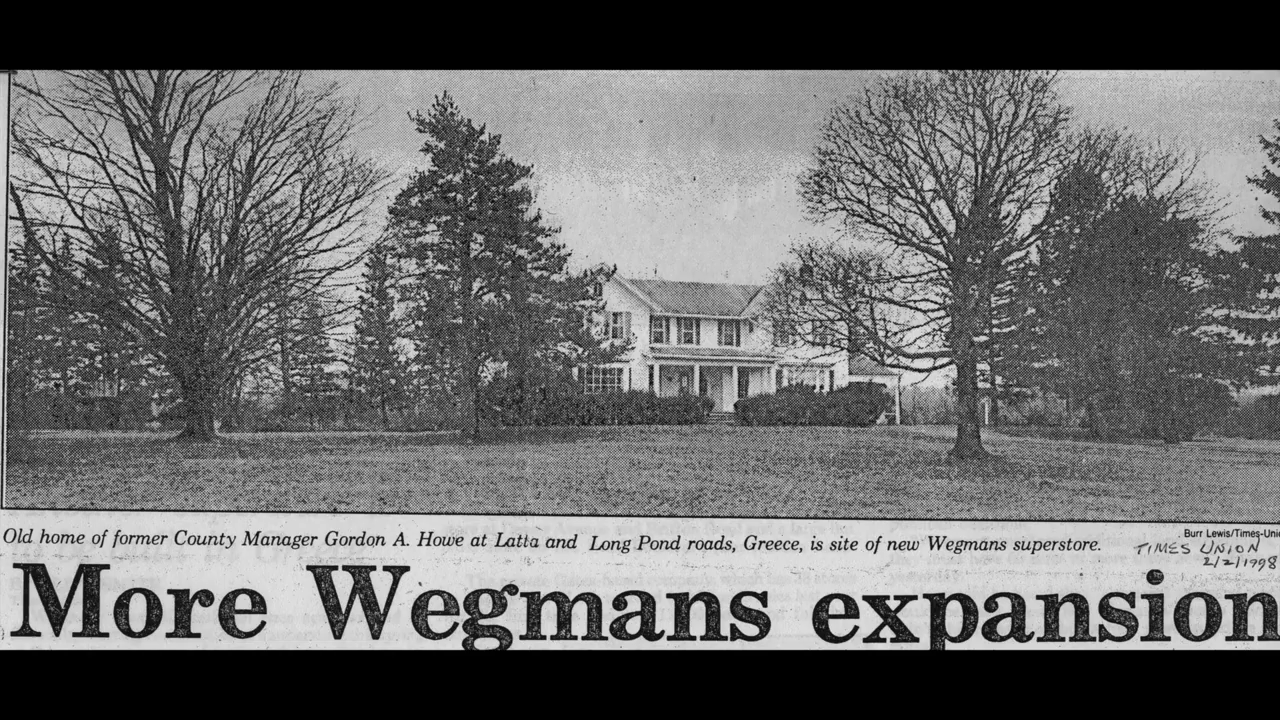 Old home of former County Manager Gordon A. Howe at Latta and Long Pond roads, Greece, is site of new Wegmans superstore.
Burr Lewis/Times-Uni
TIMES UNION
2/2/1998
More Wegmans expansion